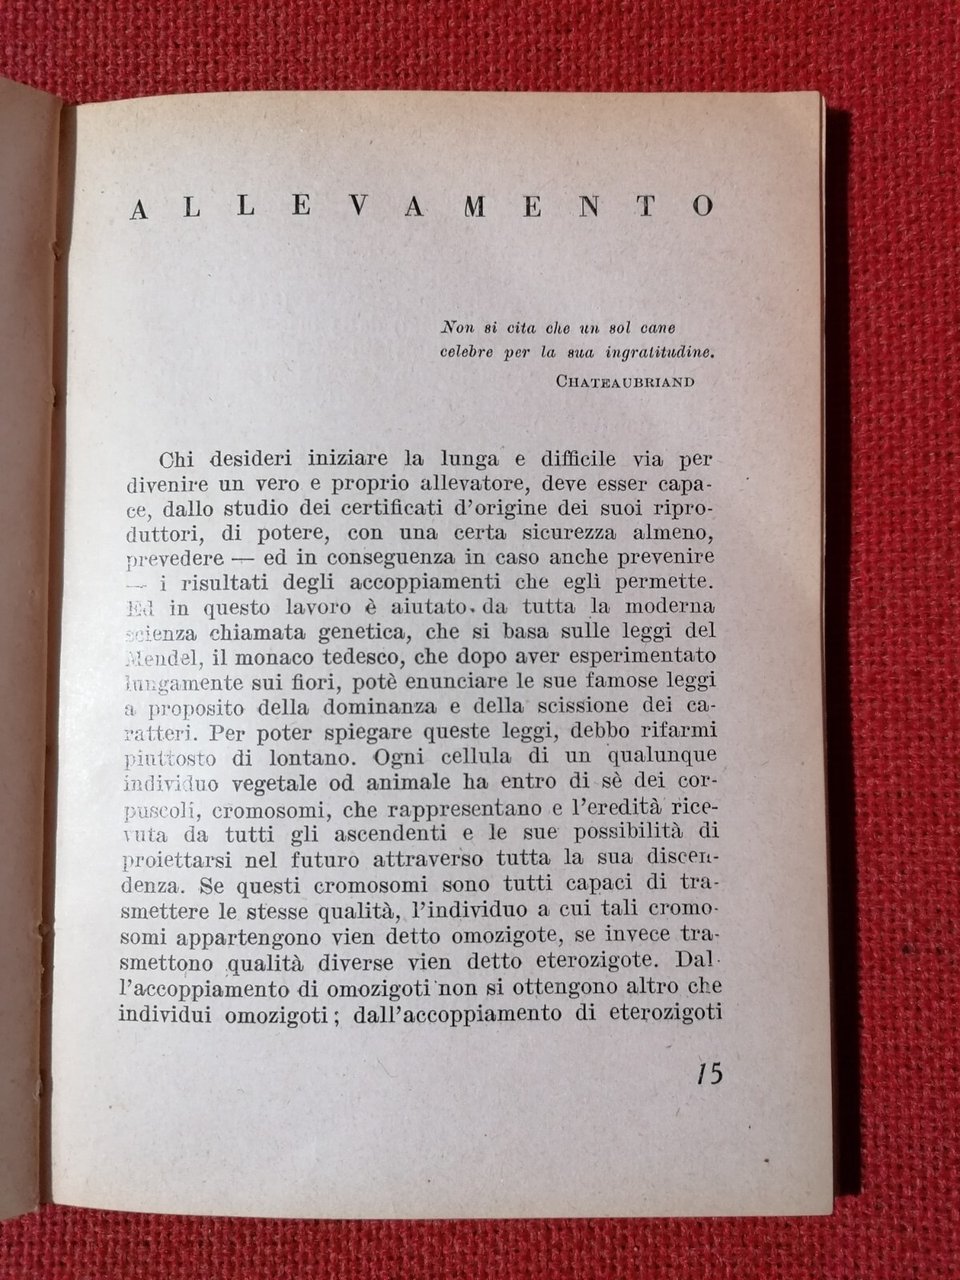 ALLEVAMENTO
Non si cita che un sol cane
celebre per la sua ingratitudine.
CHATEAUBRIAND
Chi desideri iniziare la lunga e difficile via per
divenire un vero e proprio allevatore, deve esser capa-
ce, dallo studio dei certificati d'origine dei suoi ripro-
duttori, di potere, con una certa sicurezza almeno,
prevedere — ed in conseguenza in caso anche prevenire
— i risultati degli accoppiamenti che egli permette.
Ed in questo lavoro è aiutato da tutta la moderna
scienza chiamata genetica, che si basa sulle leggi del
Mendel, il monaco tedesco, che dopo aver esperimentato
lungamente sui fiori, potè enunciare le sue famose leggi
a proposito della dominanza e della scissione dei ca-
ratteri. Per poter spiegare queste leggi, debbo rifarmi
piuttosto di lontano. Ogni cellula di un qualunque
individuo vegetale od animale ha entro di sè dei cor-
puscoli, cromosomi, che rappresentano e l'eredità rice-
vuta da tutti gli ascendenti e le sue possibilità di
proiettarsi nel futuro attraverso tutta la sua discen-
denza. Se questi cromosomi sono tutti capaci di tra-
smettere le stesse qualità, l'individuo a cui tali cromo-
somi appartengono vien detto omozigote, se invece tra-
smettono qualità diverse vien detto eterozigote. Dal-
l'accoppiamento di omozigoti non si ottengono altro che
individui omozigoti; dall'accoppiamento di eterozigoti
15